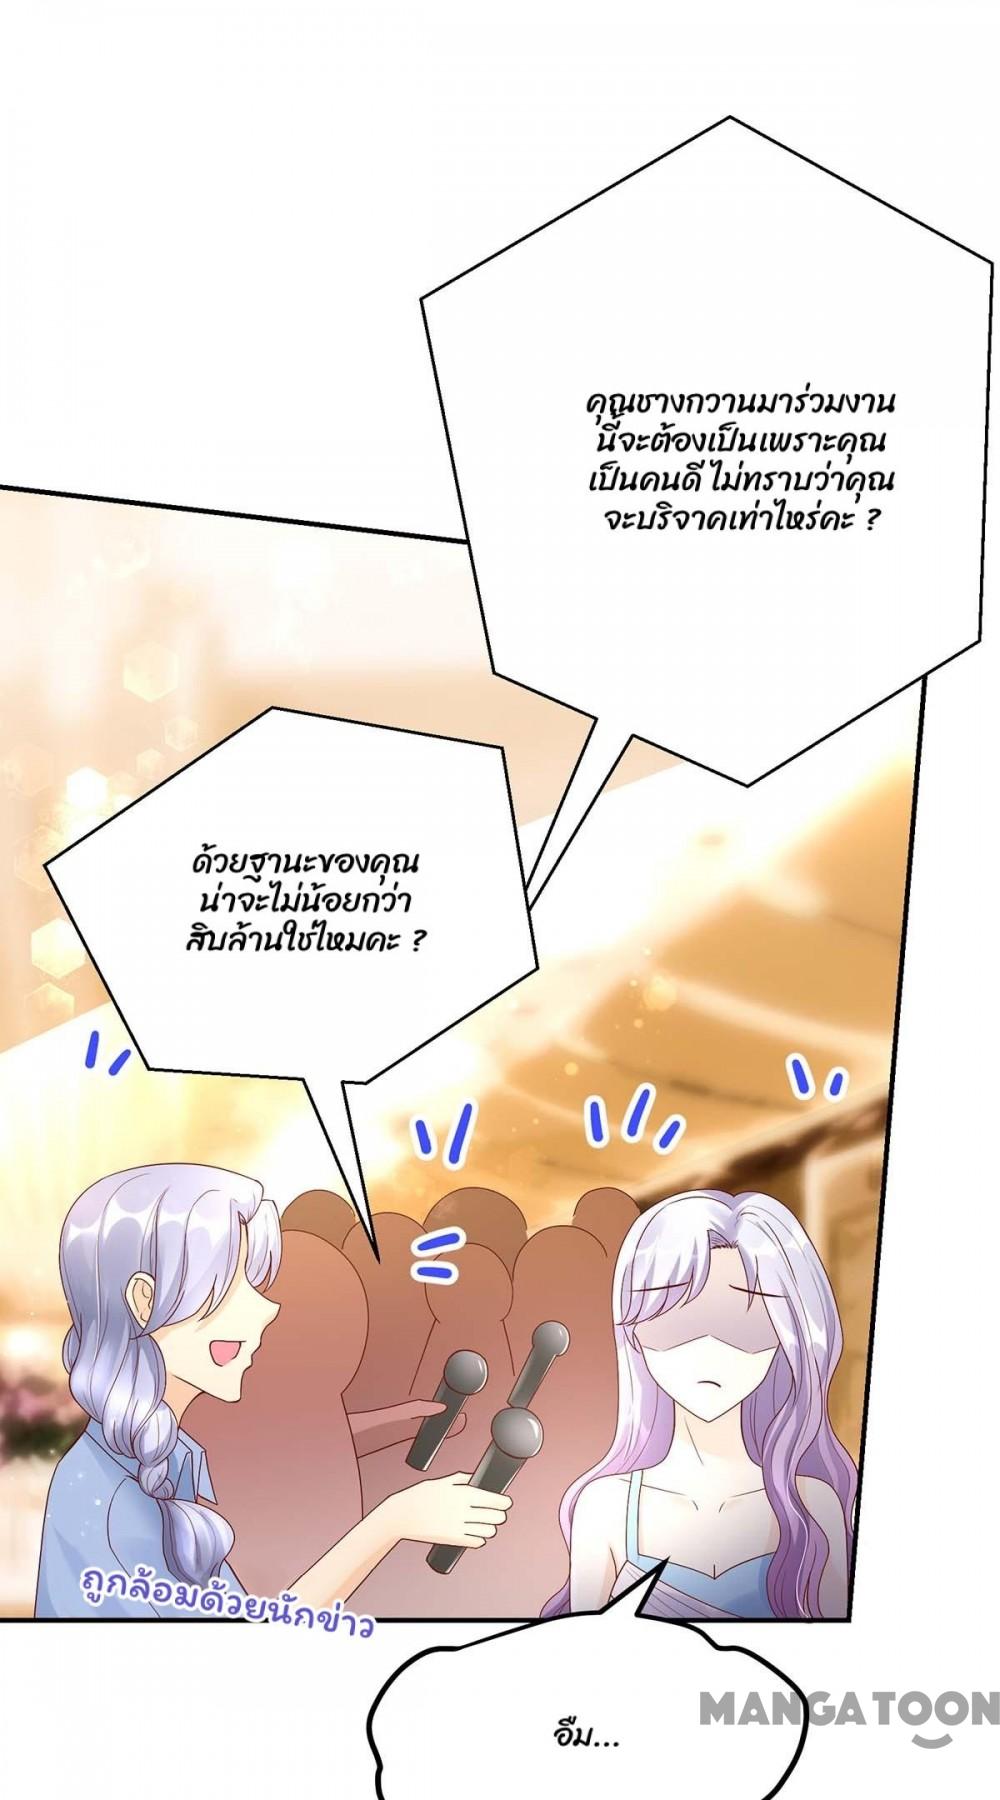 คุณชางกวานมาร่วมงาน
นี้จะต้องเป็นเพราะคุณ
เป็นคนดี ไม่ทราบว่าคุณ
จะบริจาคเท่าไหร่คะ ?
ด้วยฐานะของคุณ
น่าจะไม่น้อยกว่า
สิบล้านใช่ไหมคะ ?
ถูกล้อมด้วยนักข่าว
อืม...
MANGATOON